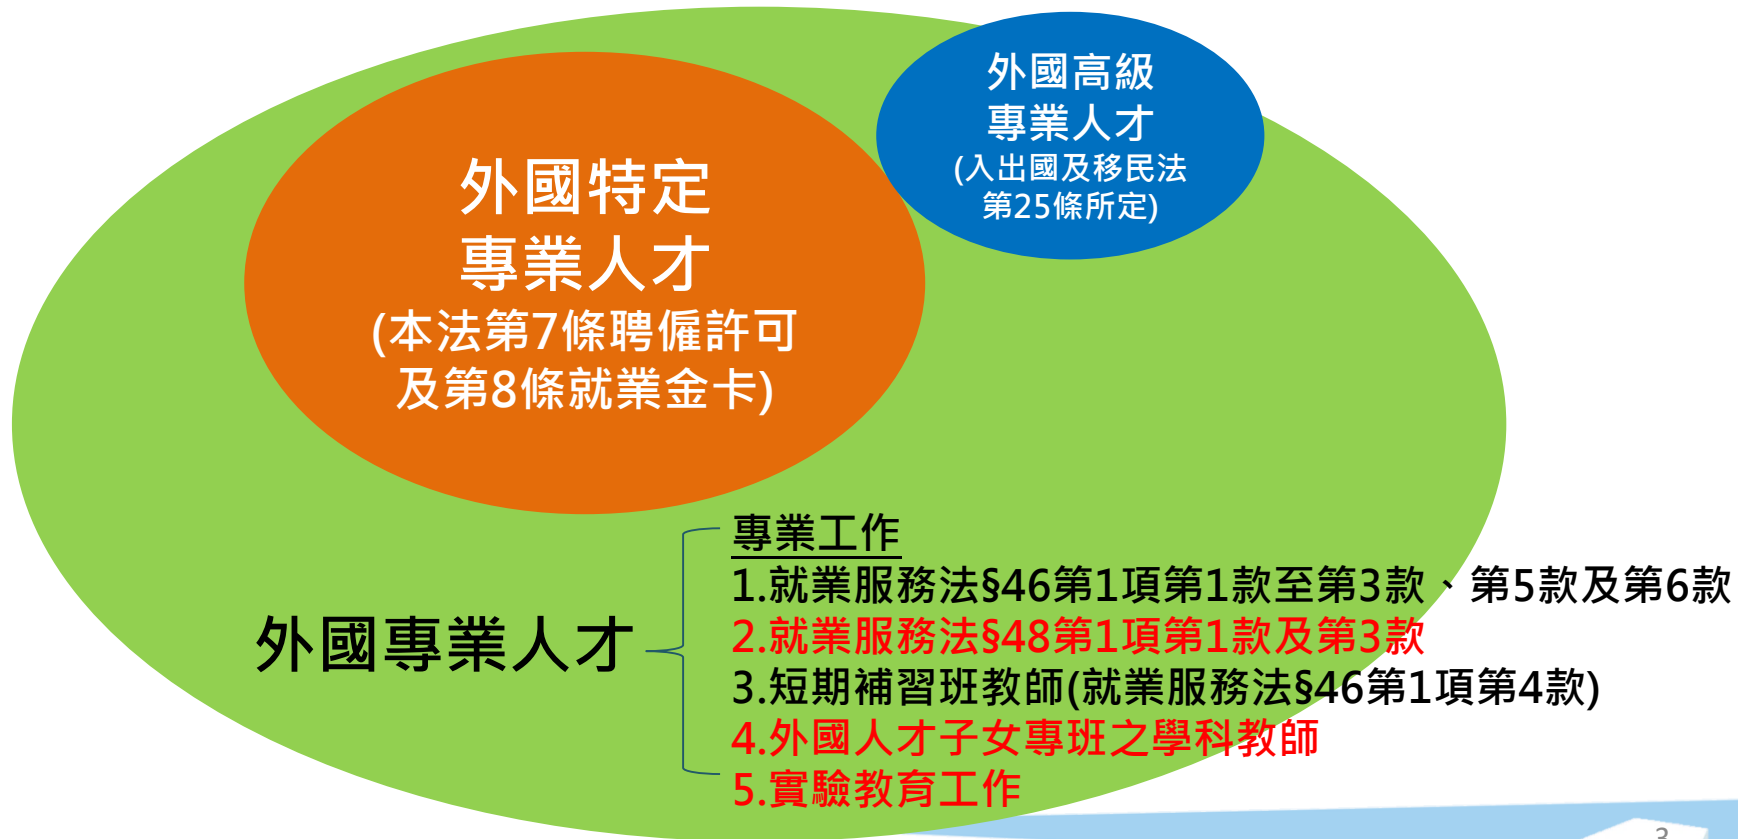 外國高級
專業人才
(入出國及移民法
第25條所定)
外國特定
專業人才
(本法第7條聘僱許可
及第8條就業金卡)
外國專業人才
專業工作
1.就業服務法§46第1項第1款至第3款、第5款及第6款
2.就業服務法§48第1項第1款及第3款
3.短期補習班教師(就業服務法§46第1項第4款)
4.外國人才子女專班之學科教師
5.實驗教育工作
3